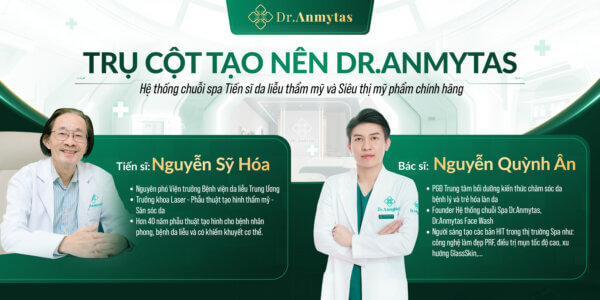 Dr.Anmytas
TRỤ CỘT TẠO NÊN DR.ANMYTAS
Hệ thống chuỗi spa Tiến sĩ da liễu thẩm mỹ và Siêu thị mỹ phẩm chính hãng
Tiến sĩ: Nguyễn Sỹ Hóa
• Nguyên phó Viện trưởng Bệnh viện da liễu Trung Ương
• Trưởng khoa Laser - Phẫu thuật tạo hình thẩm mỹ -
Săn sóc da
• Hơn 40 năm phẫu thuật tạo hình cho bệnh nhân
phong, bệnh da liễu và có khiếm khuyết cơ thể.
Dr.Anmytas
Bác sĩ: Nguyễn Quỳnh Ân
• PGĐ Trung tâm bồi dưỡng kiến thức chăm sóc da
bệnh lý và trẻ hóa làn da
• Founder Hệ thống chuỗi Spa Dr.Anmytas,
Dr.Anmytas Face Wash
• Người sáng tạo các bản HIT trong thị trường Spa như:
công nghệ làm đẹp PRF, điều trị mụn tốc độ cao, xu
hướng GlassSkin,...